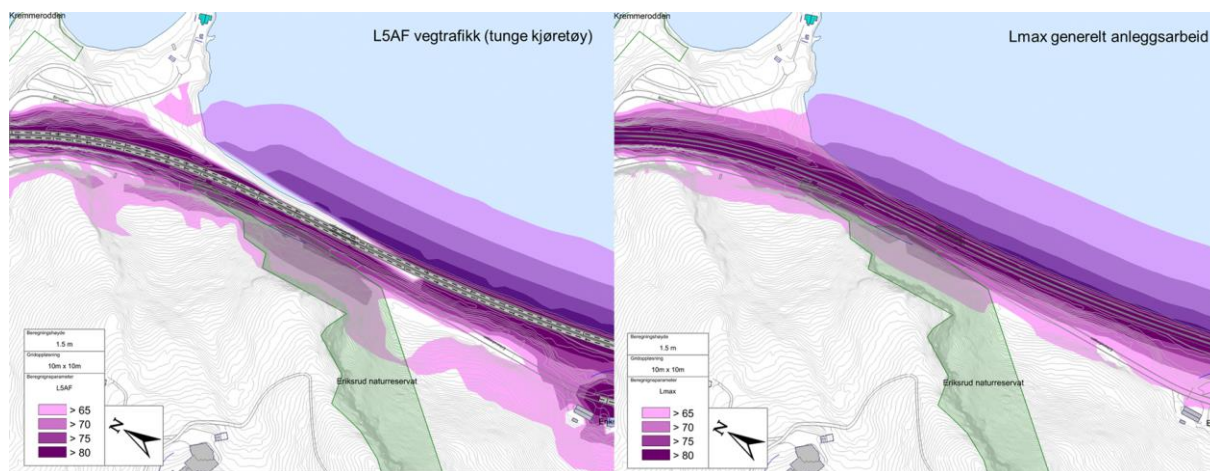 Kremmerodden
L5AF vegtrafikk (tunge kjøretøy)
Eriksrud naturreservat
Beregningshøyde
1.5 m
Gridoppløsning
10m x 10m
Beregningsparameter
L5AF
> 65
> 70
> 75
> 80
N
Kremmerodden
Lmax generelt anleggsarbeid
Eriksrud naturreservat
Beregningshøyde
1.5 m
Gridoppløsning
10m x 10m
Beregningsparameter
Lmax
> 65
> 70
> 75
> 80
N